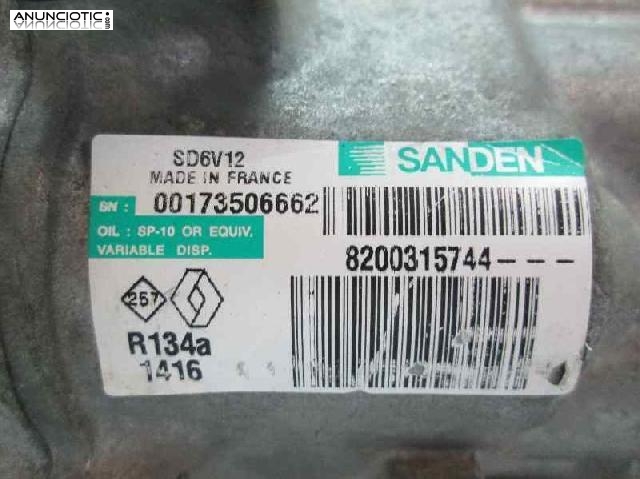 ANUNCIOTIC.es
SD6V12
MADE IN FRANCE
SANDEN
SN : 00173506662
OIL : SP-10 OR EQUIV.
VARIABLE DISP.
8200315744---
257
R134a
1416